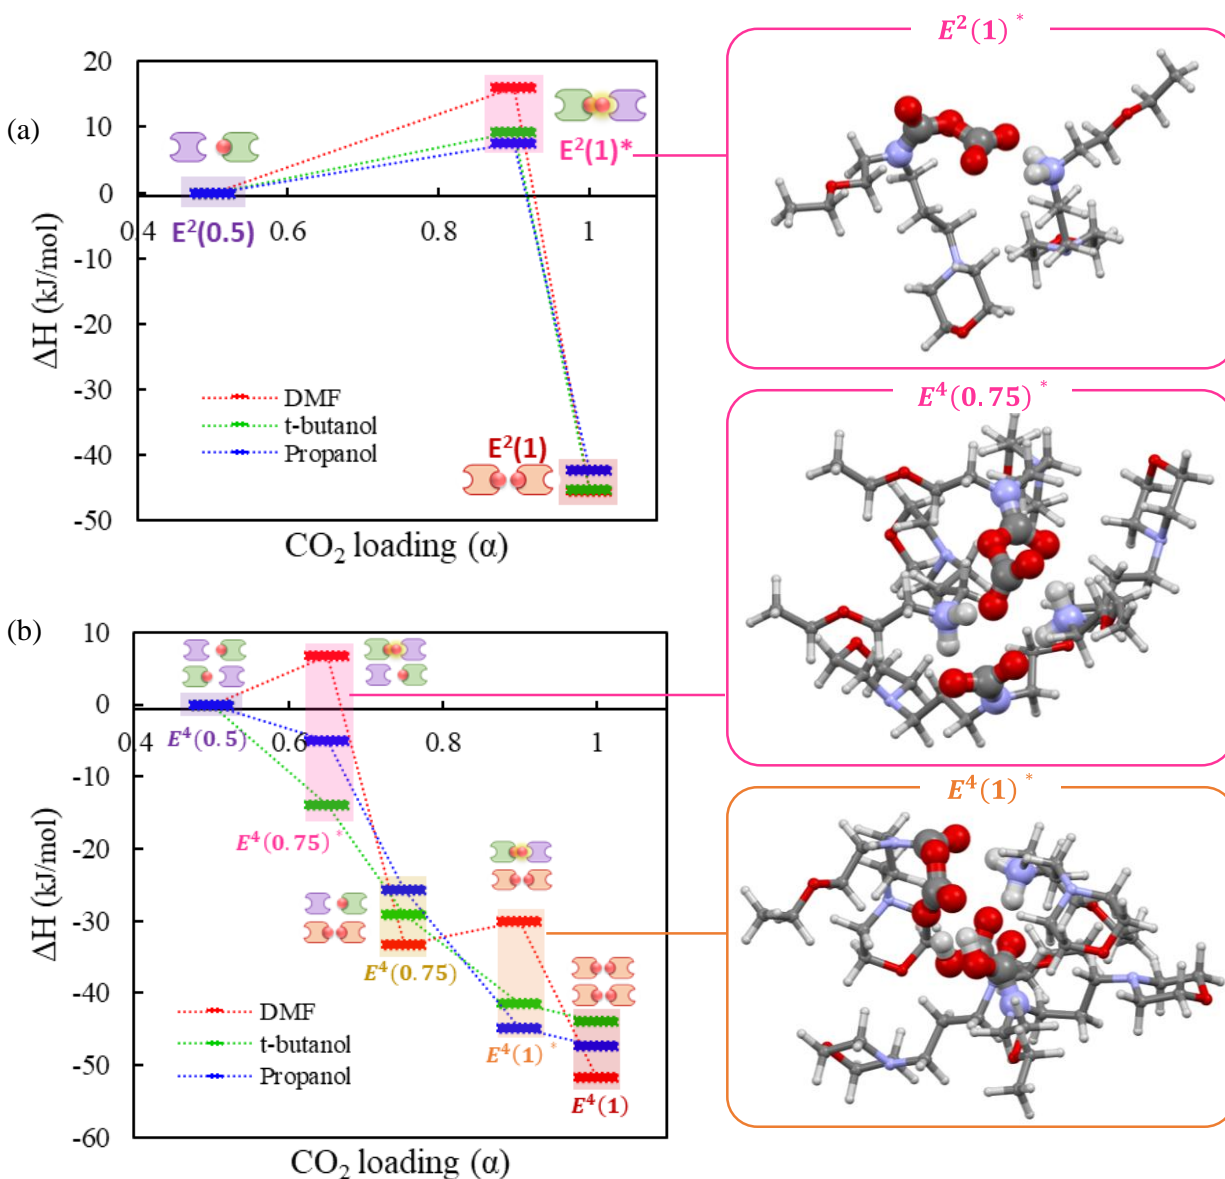 (a)
20
10
0
-10
-20
-30
-40
-50
ΔH (kJ/mol)
0.4
0.6
0.8
1
E²(0.5)
E²(1)*
E²(1)
DMF
t-butanol
Propanol
CO₂ loading (α)
(b)
10
0
-10
-20
-30
-40
-50
-60
ΔH (kJ/mol)
0.4
0.6
0.8
1
E⁴(0.5)
E⁴(0.75)*
E⁴(0.75)
E⁴(1)*
E⁴(1)
DMF
t-butanol
Propanol
CO₂ loading (α)
E²(1)*
E⁴(0.75)*
E⁴(1)*